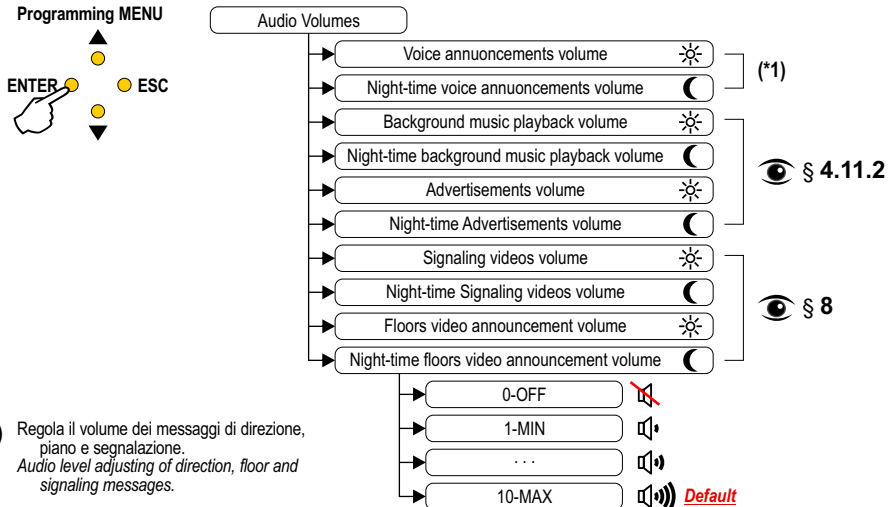 Programming MENU
ENTER
ESC
Audio Volumes
Voice annuoncements volume
Night-time voice annuoncements volume
(*1)
Background music playback volume
Night-time background music playback volume
Advertisements volume
Night-time Advertisements volume
§ 4.11.2
Signaling videos volume
Night-time Signaling videos volume
Floors video announcement volume
Night-time floors video announcement volume
§ 8
0-OFF
1-MIN
. . .
10-MAX
Default
)
Regola il volume dei messaggi di direzione,
piano e segnalazione.
Audio level adjusting of direction, floor and
signaling messages.